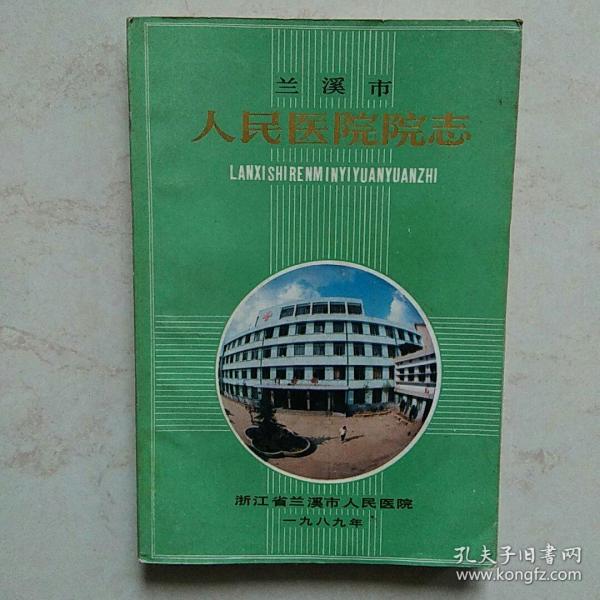 兰溪市
人民医院院志
LANXISHIRENMINYIYUANYUANZHI
浙江省兰溪市人民医院
一九八九年
孔夫子旧书网
www.kongfz.com